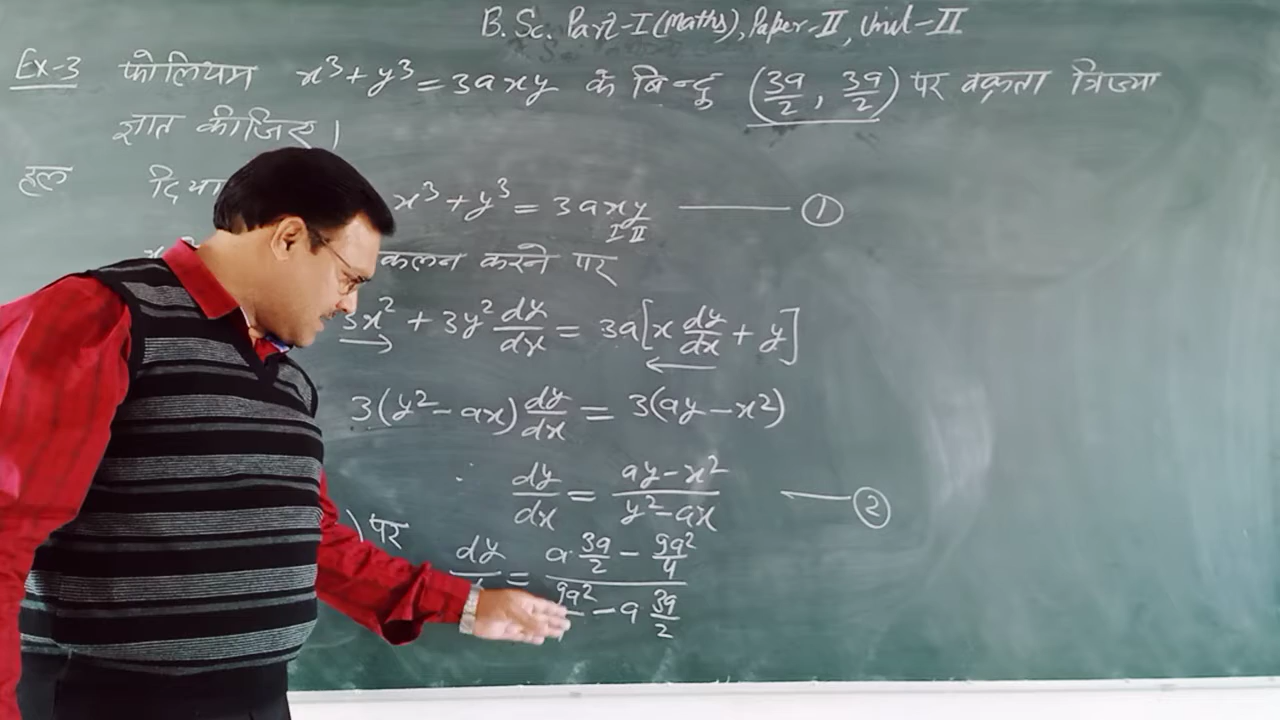 B.Sc. Part-I (Maths), Paper-II, Unit-II
Ex-3 फोलियम x³+y³=3axy के बिन्दु (3a/2, 3a/2) पर वक्रता त्रिज्या
ज्ञात कीजिए।
हल दिया x³+y³=3axy —— ①
I II
कलन करने पर
3x²+3y² dy/dx = 3a[x dy/dx + y]
3(y²-ax) dy/dx = 3(ay-x²)
∴ dy/dx = (ay-x²)/(y²-ax) —— ②
) पर
dy/ = (a·3a/2 - 9a²/4)/(9a²/ - a 3a/2)